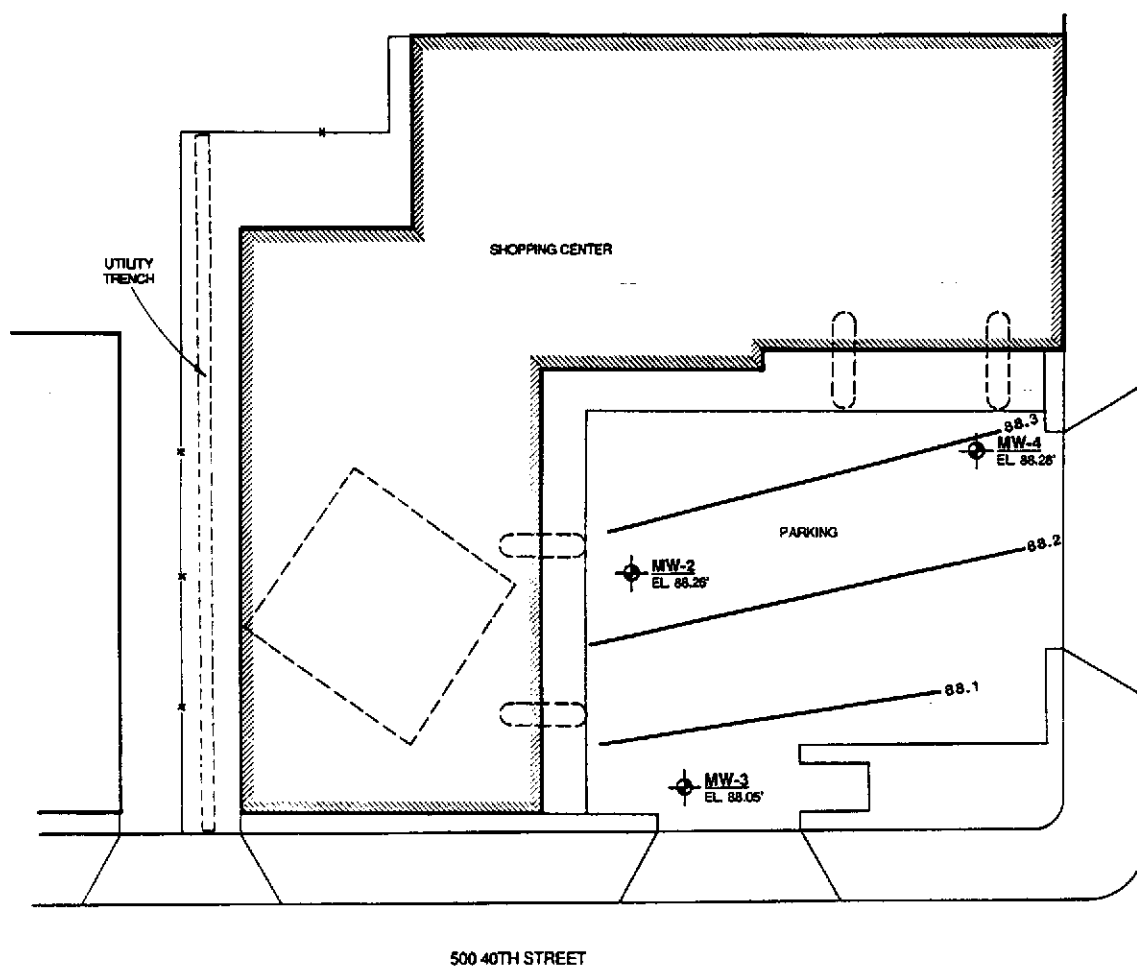 SHOPPING CENTER
UTILITY
TRENCH
88.3
MW-4
EL. 88.28'
PARKING
88.2
MW-2
EL. 88.26'
88.1
MW-3
EL. 88.05'
500 40TH STREET